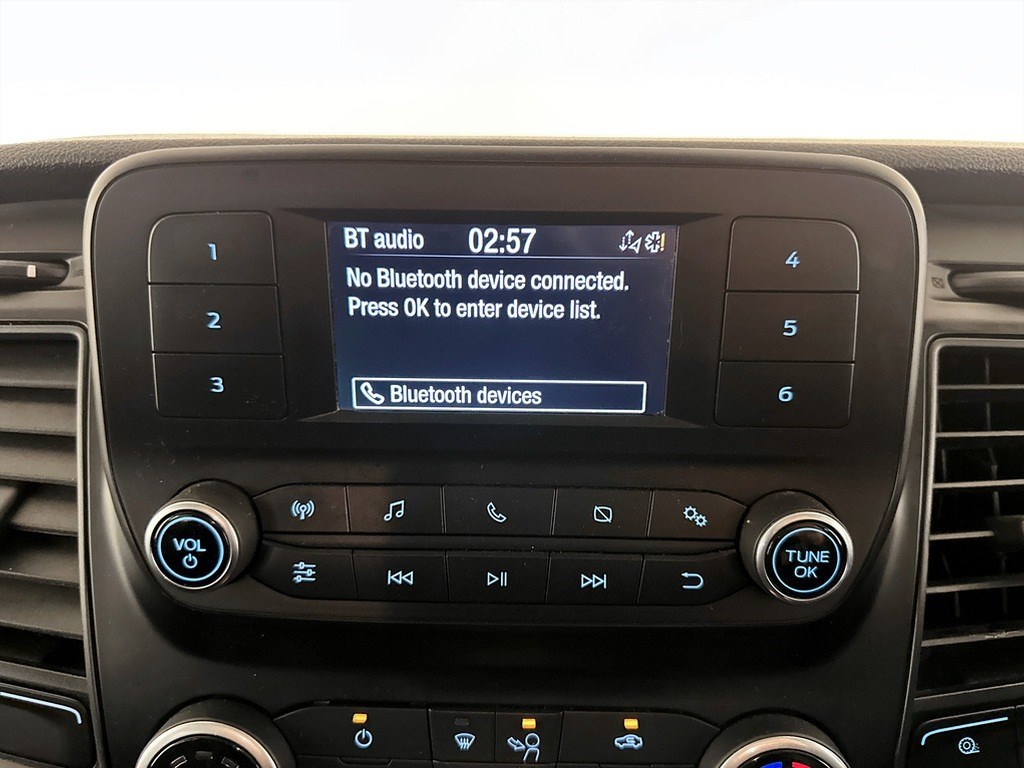 BT audio 02:57
No Bluetooth device connected.
Press OK to enter device list.
Bluetooth devices
1
2
3
4
5
6
VOL
TUNE
OK